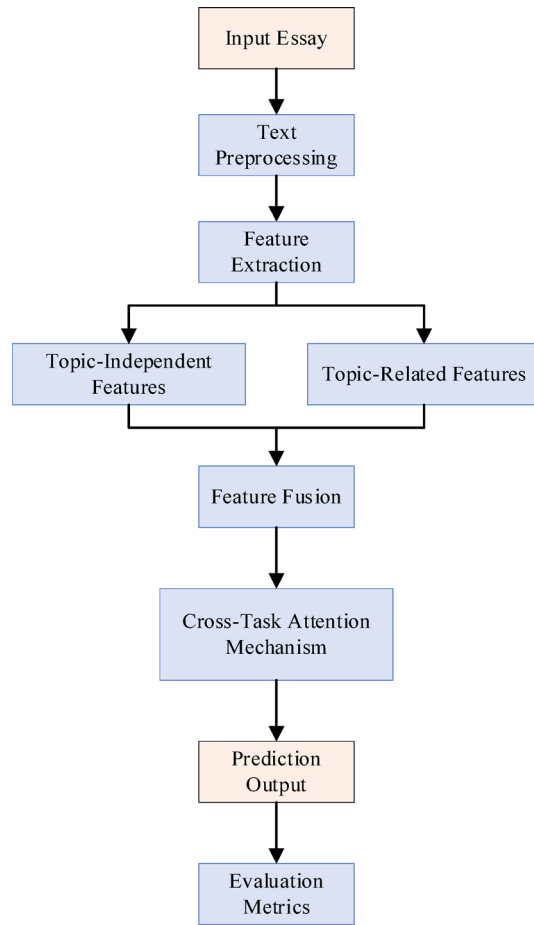 Input Essay
Text
Preprocessing
Feature
Extraction
Topic-Independent
Features
Topic-Related Features
Feature Fusion
Cross-Task Attention
Mechanism
Prediction
Output
Evaluation
Metrics